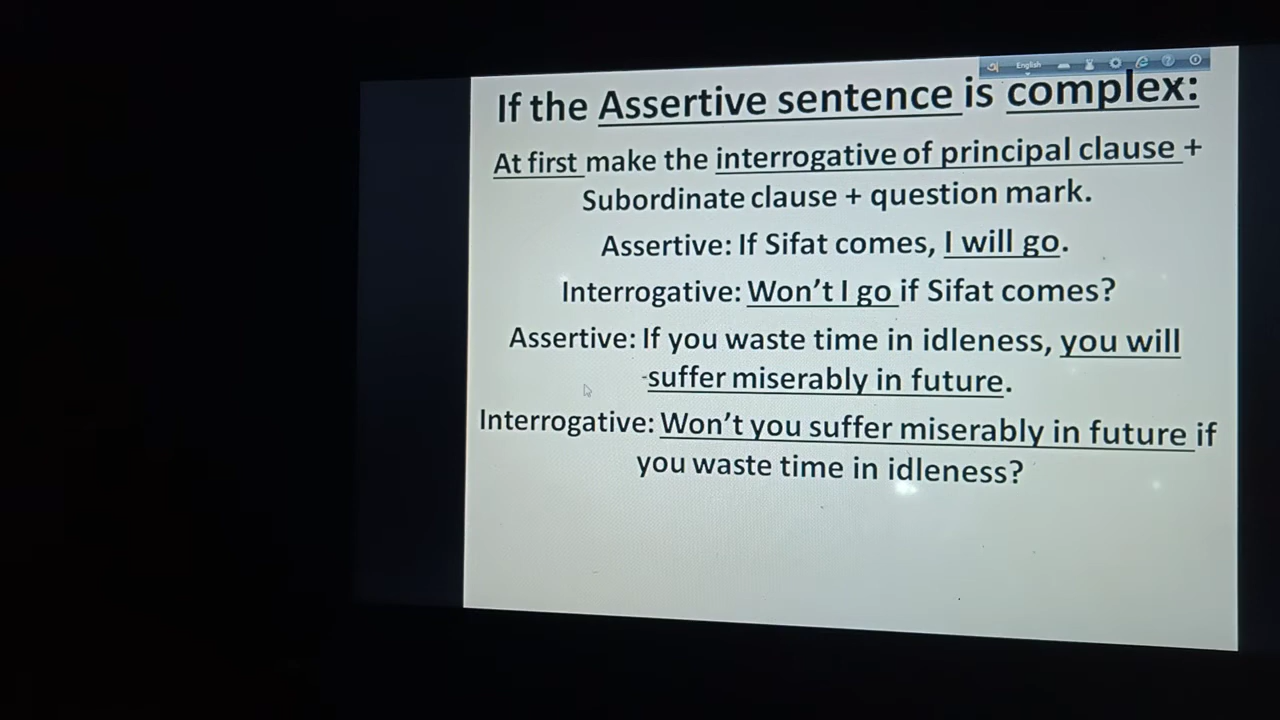 অ English
If the Assertive sentence is complex:
At first make the interrogative of principal clause +
Subordinate clause + question mark.
Assertive: If Sifat comes, I will go.
Interrogative: Won't I go if Sifat comes?
Assertive: If you waste time in idleness, you will
suffer miserably in future.
Interrogative: Won't you suffer miserably in future if
you waste time in idleness?